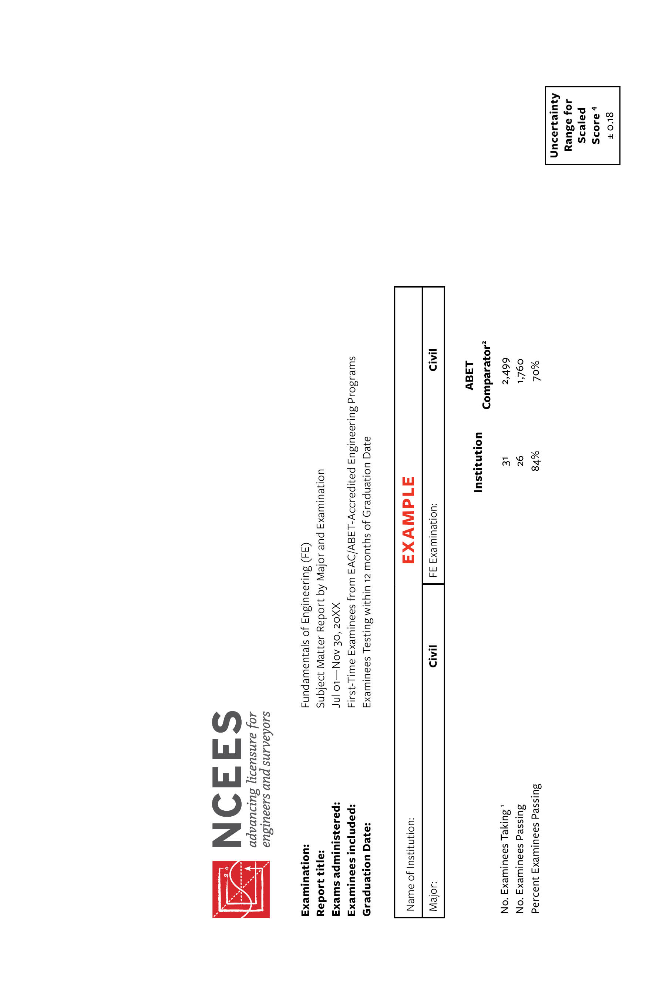 NCEES
advancing licensure for
engineers and surveyors
Examination: Fundamentals of Engineering (FE)
Report title: Subject Matter Report by Major and Examination
Exams administered: Jul 01—Nov 30, 20XX
Examinees included: First-Time Examinees from EAC/ABET-Accredited Engineering Programs
Graduation Date: Examinees Testing within 12 months of Graduation Date
Name of Institution: EXAMPLE
Major: Civil FE Examination: Civil
Institution ABET
Comparator²
No. Examinees Taking ¹ 31 2,499
No. Examinees Passing 26 1,760
Percent Examinees Passing 84% 70%
Uncertainty
Range for
Scaled
Score ⁴
± 0.18